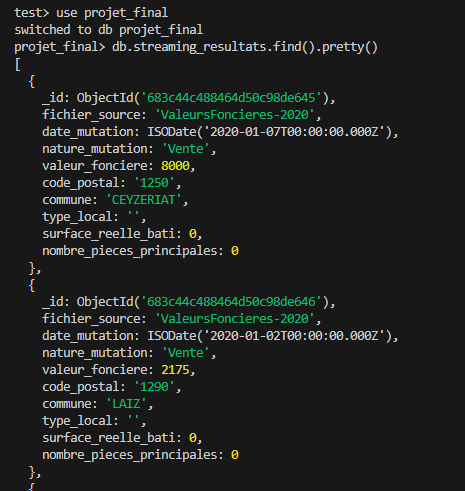 test> use projet_final
switched to db projet_final
projet_final> db.streaming_resultats.find().pretty()
[
  {
    _id: ObjectId('683c44c488464d50c98de645'),
    fichier_source: 'ValeursFoncieres-2020',
    date_mutation: ISODate('2020-01-07T00:00:00.000Z'),
    nature_mutation: 'Vente',
    valeur_fonciere: 8000,
    code_postal: '1250',
    commune: 'CEYZERIAT',
    type_local: '',
    surface_reelle_bati: 0,
    nombre_pieces_principales: 0
  },
  {
    _id: ObjectId('683c44c488464d50c98de646'),
    fichier_source: 'ValeursFoncieres-2020',
    date_mutation: ISODate('2020-01-02T00:00:00.000Z'),
    nature_mutation: 'Vente',
    valeur_fonciere: 2175,
    code_postal: '1290',
    commune: 'LAIZ',
    type_local: '',
    surface_reelle_bati: 0,
    nombre_pieces_principales: 0
  },
  {